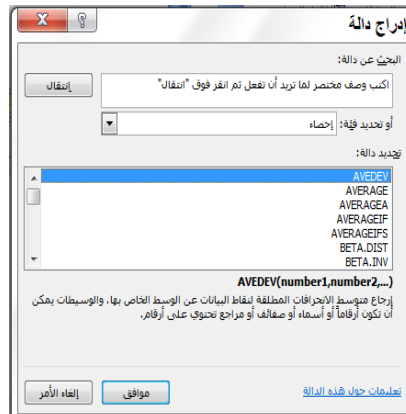 إدراج دالة
البحث عن دالة:
اكتب وصف مختصر لما تريد أن تفعل ثم انقر فوق "انتقال"
إنتقال
أو تحديد فئة: إحصاء
تحديد دالة:
AVEDEV
AVERAGE
AVERAGEA
AVERAGEIF
AVERAGEIFS
BETA.DIST
BETA.INV
AVEDEV(number1,number2,...)
إرجاع متوسط الانحرافات المطلقة لنقاط البيانات عن الوسط الخاص بها. والوسيطات يمكن
أن تكون أرقاماً أو أسماء أو صفائف أو مراجع تحتوي على أرقام.
تعليمات حول هذه الدالة
موافق
إلغاء الأمر